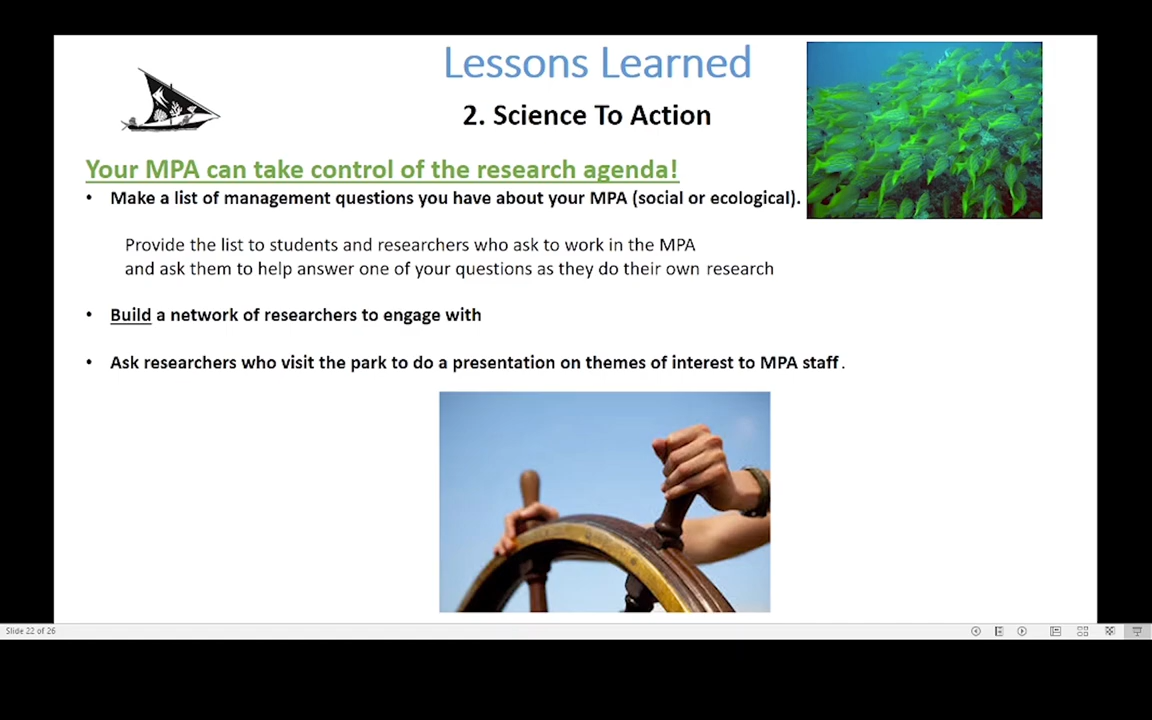 Lessons Learned
2. Science To Action
Your MPA can take control of the research agenda!
• Make a list of management questions you have about your MPA (social or ecological).
Provide the list to students and researchers who ask to work in the MPA
and ask them to help answer one of your questions as they do their own research
• Build a network of researchers to engage with
• Ask researchers who visit the park to do a presentation on themes of interest to MPA staff.
Slide 22 of 26